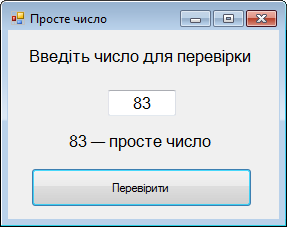 Просте число
Введіть число для перевірки
83
83 — просте число
Перевірити